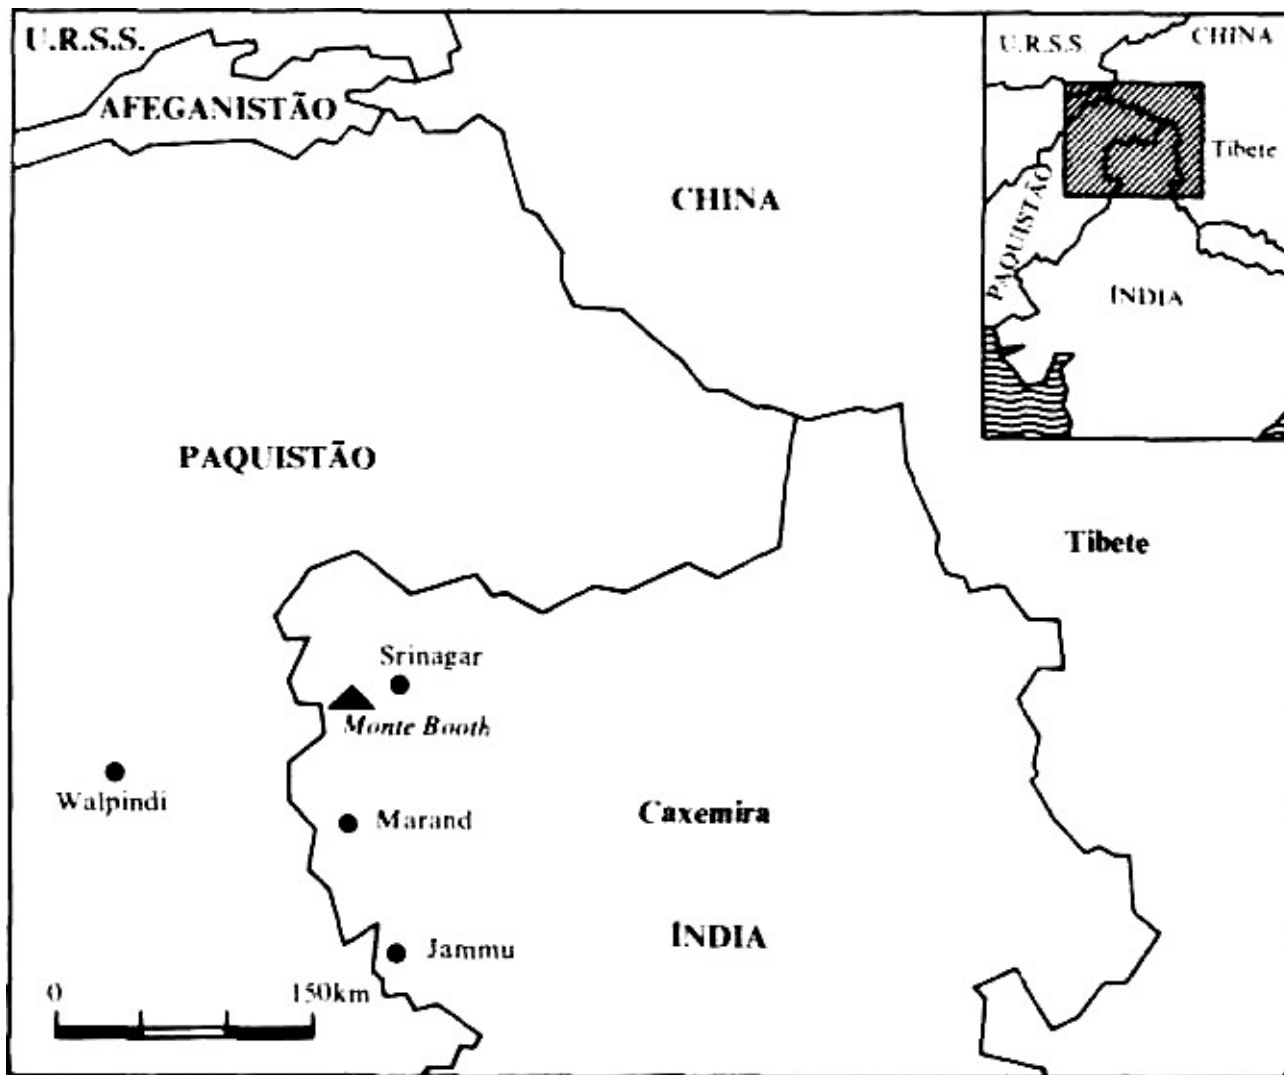 U.R.S.S.
AFEGANISTÃO
CHINA
PAQUISTÃO
Tibete
Srinagar
Monte Booth
Walpindi
Marand
Caxemira
ÍNDIA
Jammu
0 150km
U.R.S.S
CHINA
Tibete
PAQUISTÃO
ÍNDIA